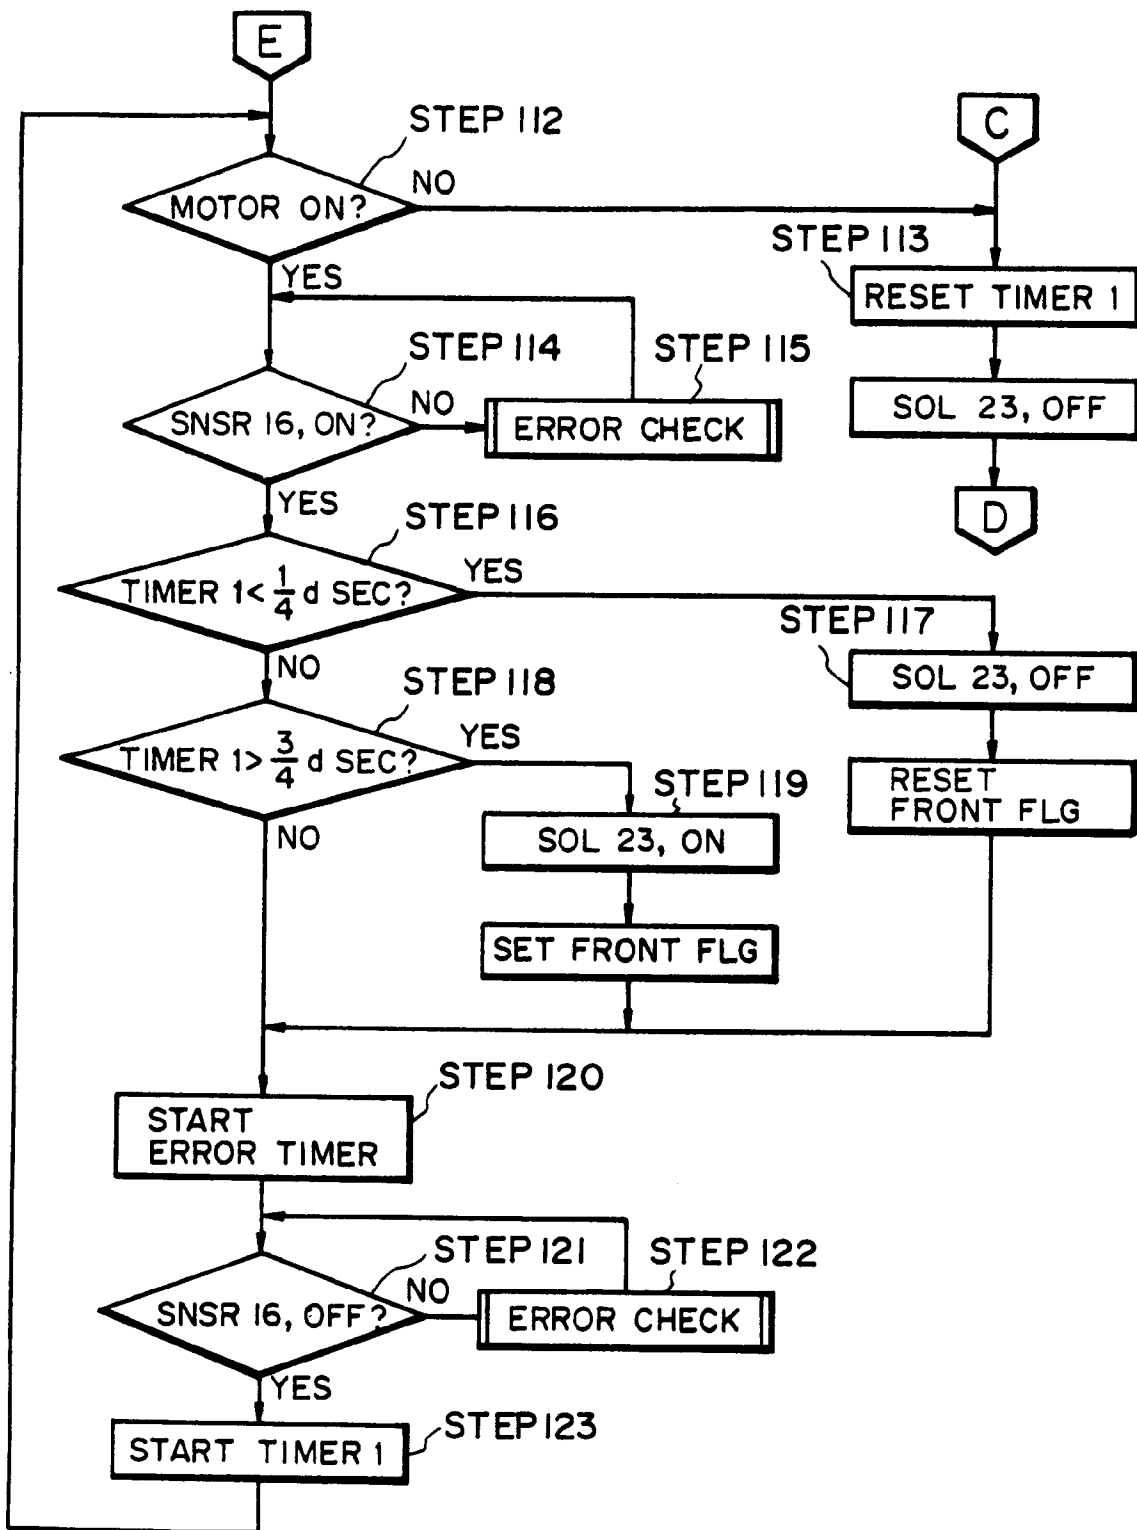 E
STEP 112
C
MOTOR ON?
NO
STEP 113
YES
RESET TIMER 1
STEP 114
STEP 115
SNSR 16, ON?
NO
ERROR CHECK
SOL 23, OFF
YES
D
STEP 116
TIMER 1 < 1/4 d SEC?
YES
STEP 117
NO
SOL 23, OFF
STEP 118
TIMER 1 > 3/4 d SEC?
YES
STEP 119
RESET
FRONT FLG
NO
SOL 23, ON
SET FRONT FLG
STEP 120
START
ERROR TIMER
STEP 121
STEP 122
SNSR 16, OFF?
NO
ERROR CHECK
YES
STEP 123
START TIMER 1